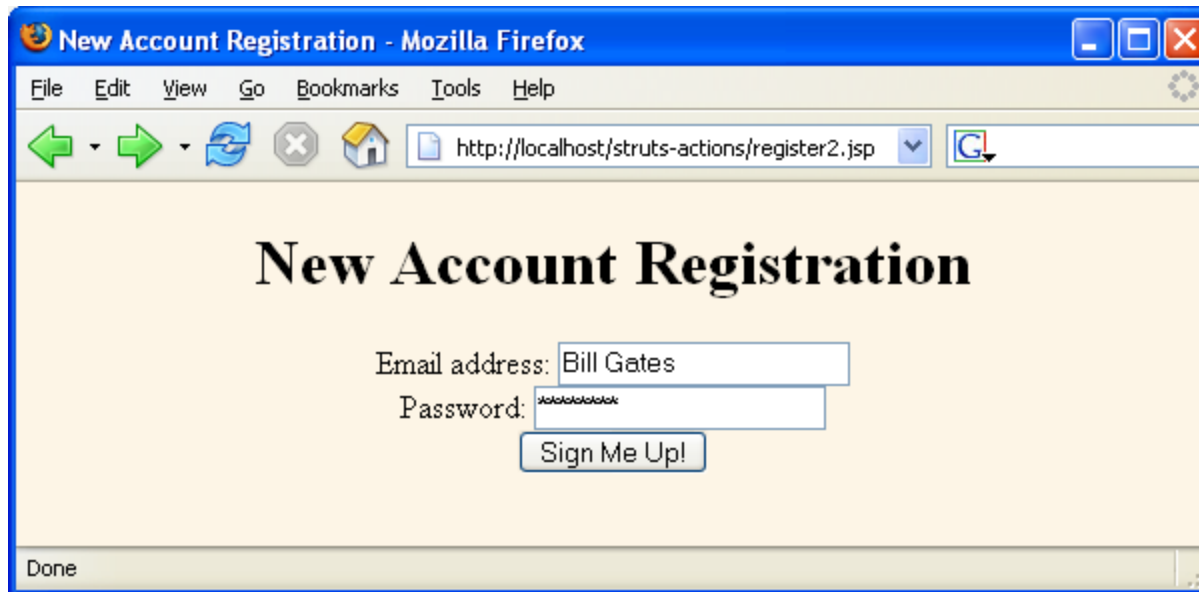 New Account Registration - Mozilla Firefox
File Edit View Go Bookmarks Tools Help
http://localhost/struts-actions/register2.jsp G
New Account Registration
Email address: Bill Gates
Password: **********
Sign Me Up!
Done